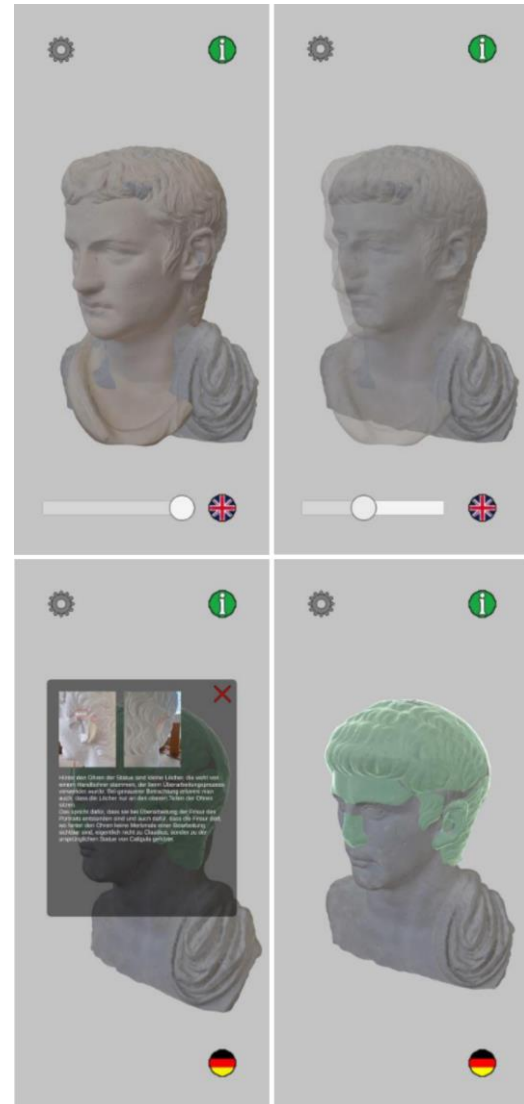 i
i
i
i
Hinter den Ohren der Statue sind kleine Löcher, die wohl von
einem Handbohrer stammen, der beim Überarbeitungsprozess
verwendet wurde. Bei genauerer Betrachtung erkennt man
auch, dass die Löcher nur an den oberen Teilen der Ohren
sitzen.
Das spricht dafür, dass sie bei Überarbeitung der Frisur des
Portraits entstanden sind und auch dafür, dass die Frisur dort,
wo hinter den Ohren keine Merkmale einer Bearbeitung
sichtbar sind, eigentlich nicht zu Claudius, sondern zu der
ursprünglichen Statue von Caligula gehörte.